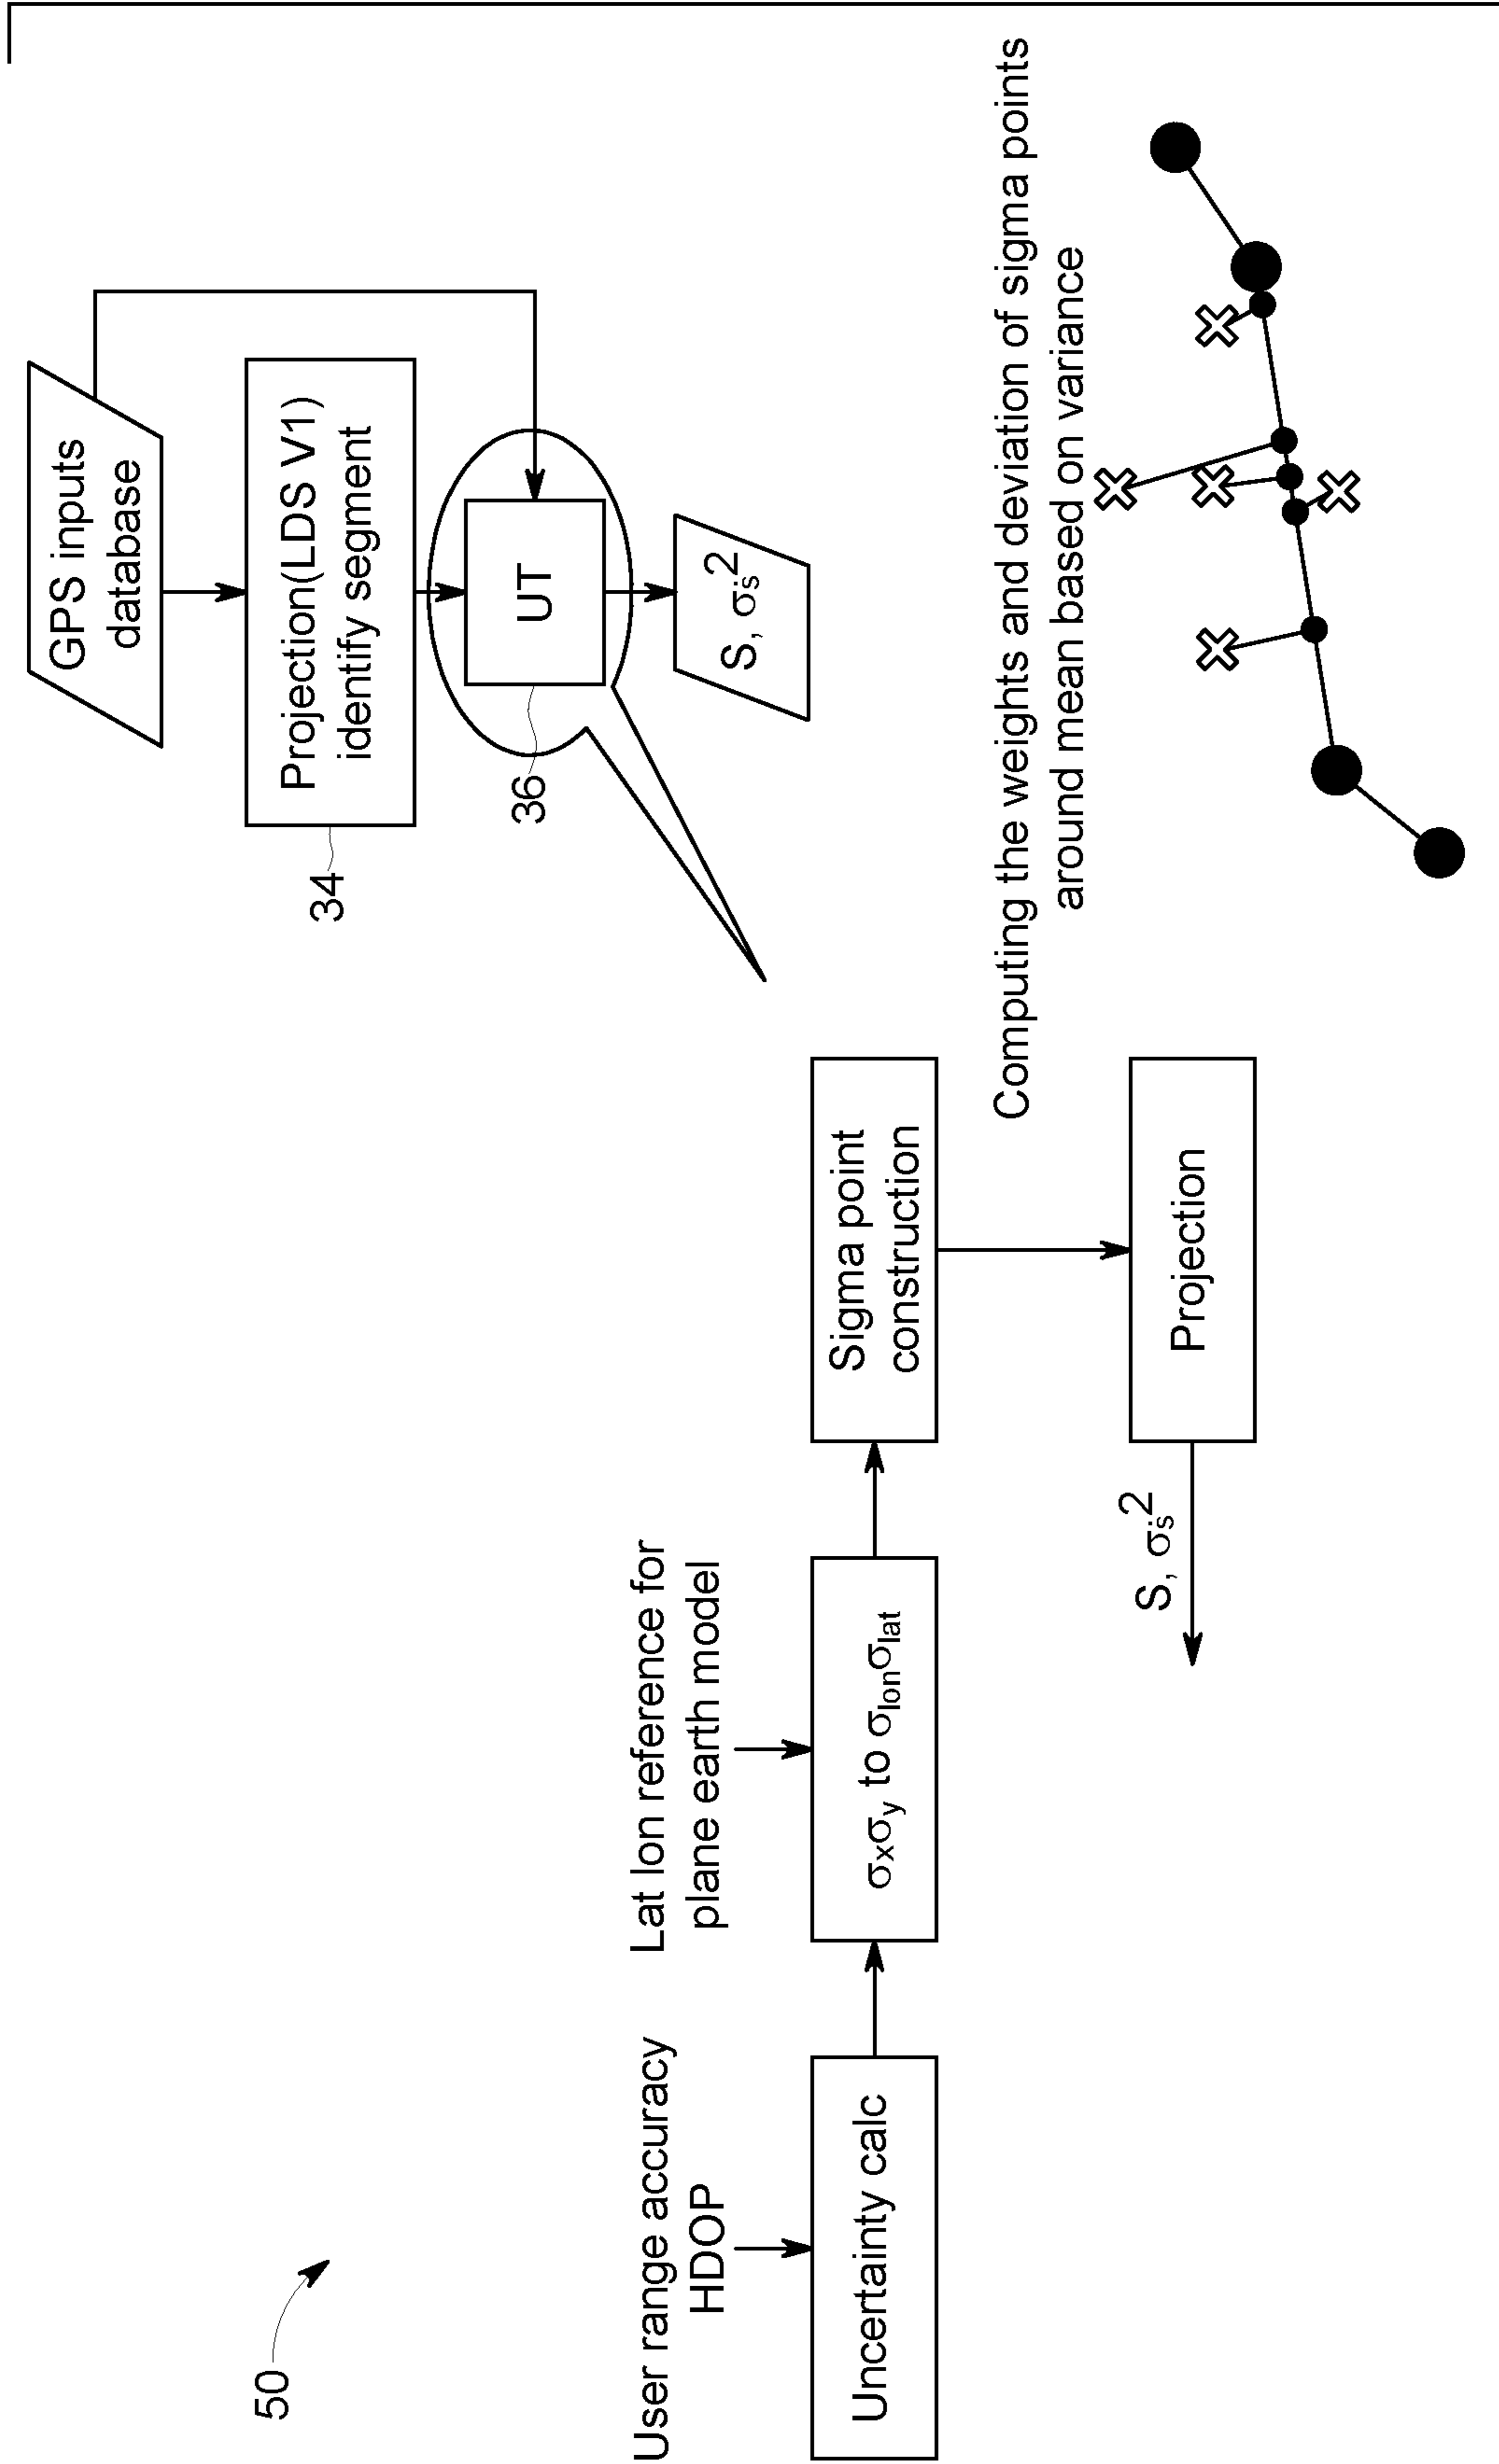 50
GPS inputs
database
34
Projection(LDS V1)
identify segment
36
UT
S, σṡ²
User range accuracy
HDOP
Lat lon reference for
plane earth model
Uncertainty calc
σxσy to σlonσlat
Sigma point
construction
Projection
S, σṡ²
Computing the weights and deviation of sigma points
around mean based on variance